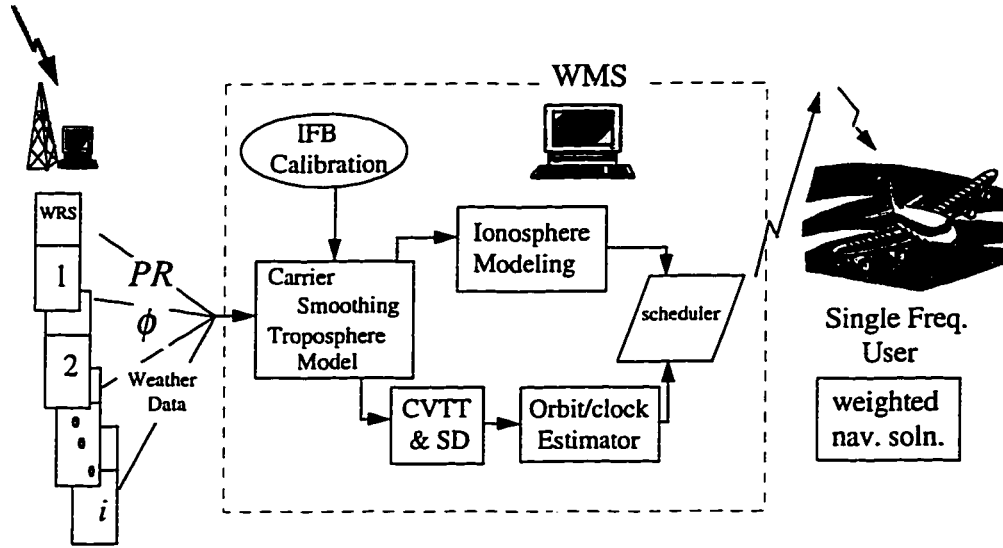 WMS
IFB
Calibration
WRS
1
2
i
PR
ϕ
Weather
Data
Carrier
Smoothing
Troposphere
Model
Ionosphere
Modeling
CVTT
& SD
Orbit/clock
Estimator
scheduler
Single Freq.
User
weighted
nav. soln.